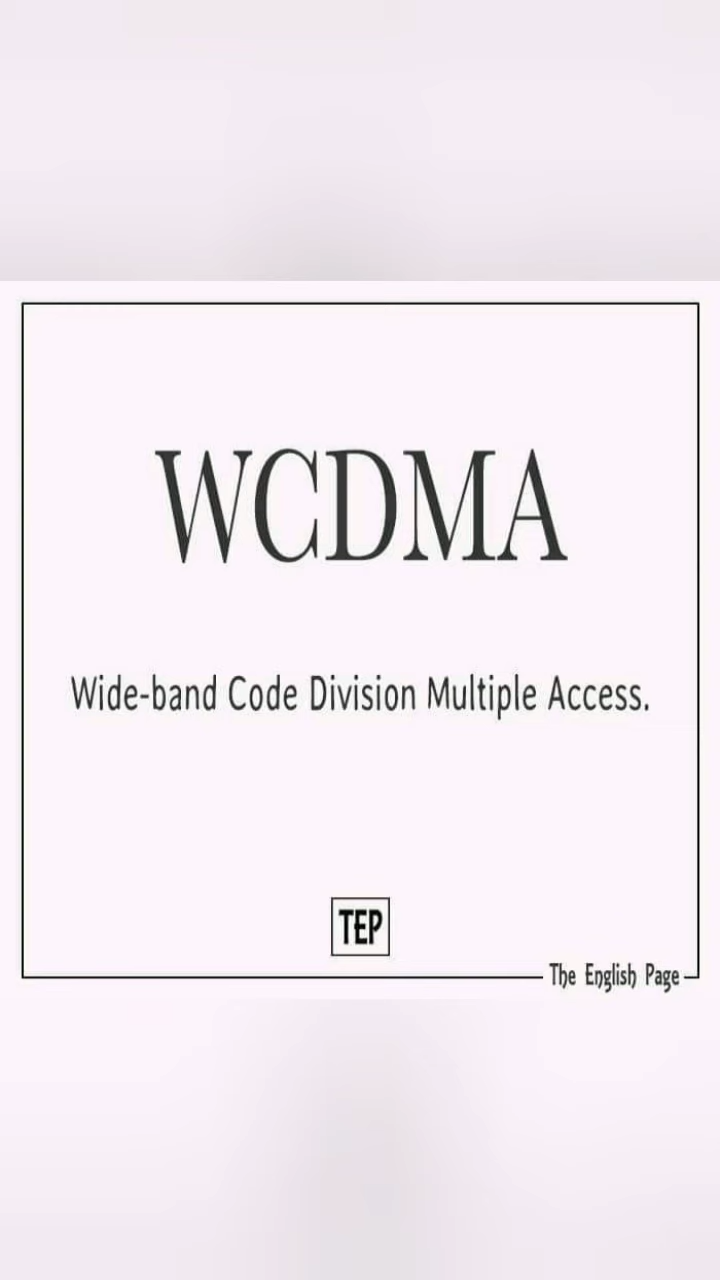 WCDMA
Wide-band Code Division Multiple Access.
TEP
The English Page